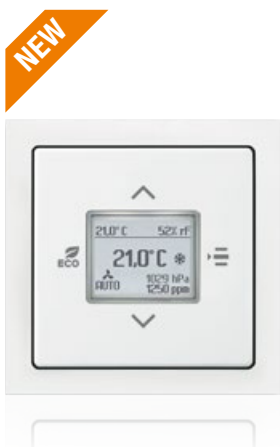 NEW
21,0°C 52% rF
ECO
21,0°C
AUTO
1029 hPa
1250 ppm